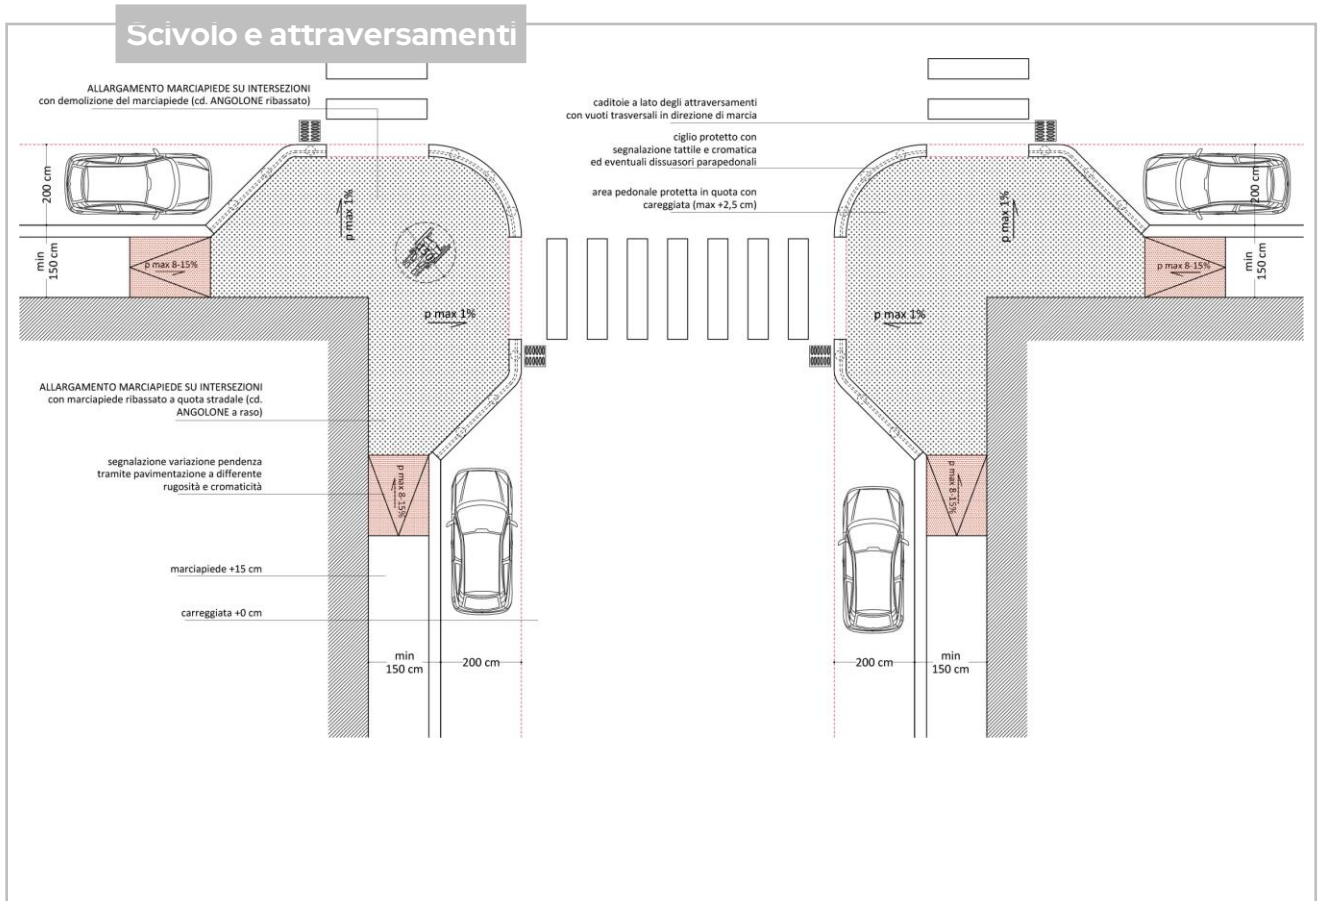 Scivolo e attraversamenti
ALLARGAMENTO MARCIAPIEDE SU INTERSEZIONI
con demolizione del marciapiede (cd. ANGOLONE ribassato)
caditoie a lato degli attraversamenti
con vuoti trasversali in direzione di marcia
ciglio protetto con
segnalazione tattile e cromatica
ed eventuali dissuasori parapedonali
area pedonale protetta in quota con
careggiata (max +2,5 cm)
200 cm
min
150 cm
p max 8-15%
p max 1%
p max 1%
p max 1%
p max 1%
p max 8-15%
200 cm
min
150 cm
ALLARGAMENTO MARCIAPIEDE SU INTERSEZIONI
con marciapiede ribassato a quota stradale (cd.
ANGOLONE a raso)
segnalazione variazione pendenza
tramite pavimentazione a differente
rugosità e cromaticità
p max 8-15%
p max 8-15%
marciapiede +15 cm
carreggiata +0 cm
min
150 cm
200 cm
200 cm
min
150 cm